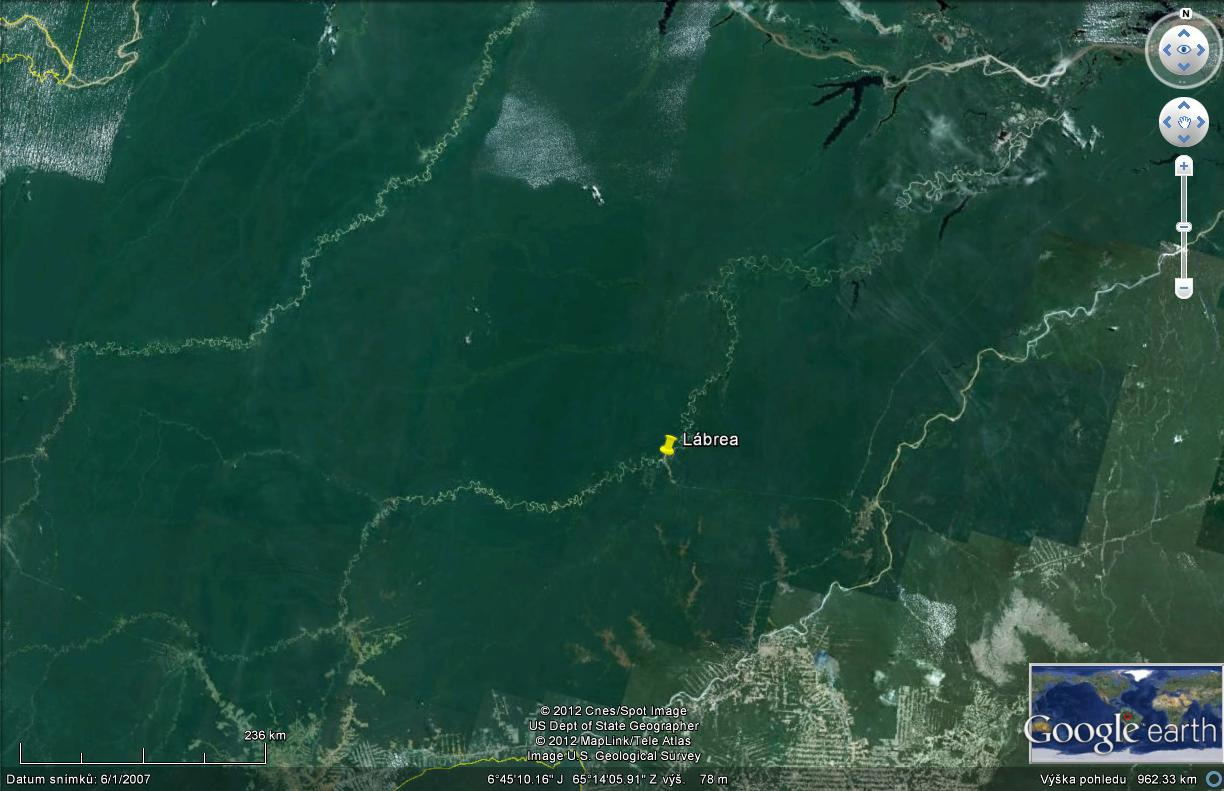 N
Lábrea
© 2012 Cnes/Spot Image
US Dept of State Geographer
© 2012 MapLink/Tele Atlas
Image U.S. Geological Survey
236 km
Google earth
Datum snímků: 6/1/2007
6°45'10.16" J 65°14'05.91" Z výš. 78 m
Výška pohledu 962.33 km